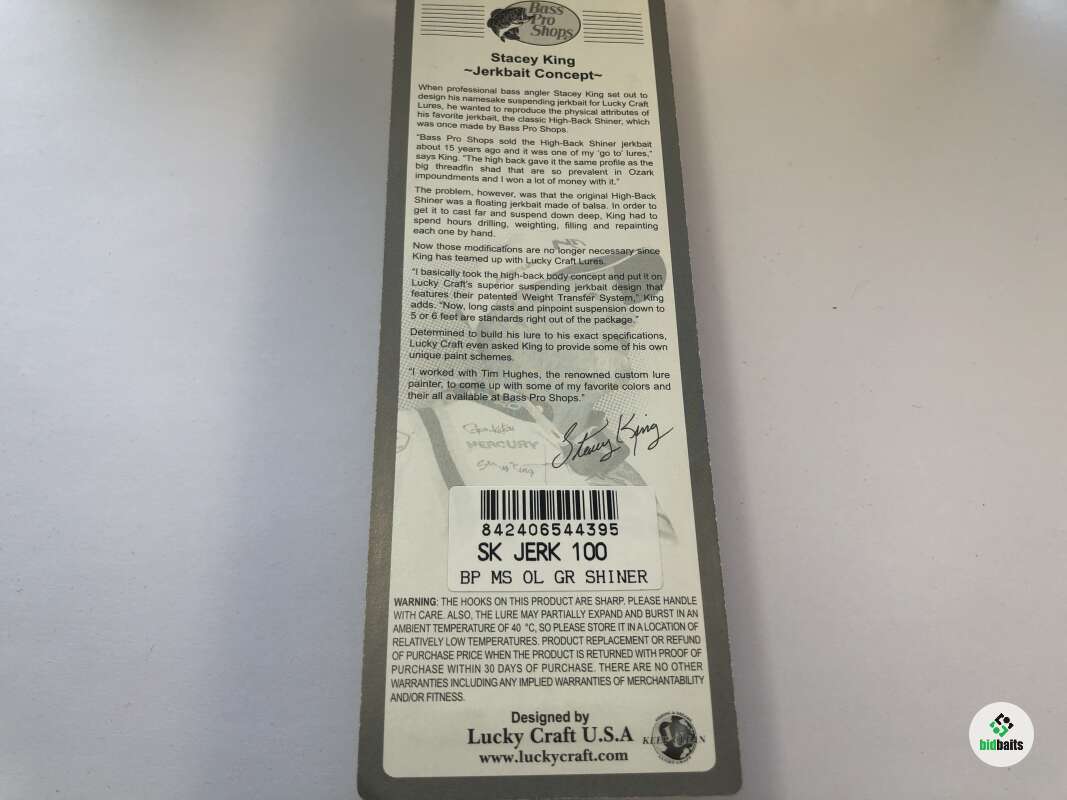 Bass
Pro
Shops
Stacey King
~Jerkbait Concept~
When professional bass angler Stacey King set out to
design his namesake suspending jerkbait for Lucky Craft
Lures, he wanted to reproduce the physical attributes of
his favorite jerkbait, the classic High-Back Shiner, which
was once made by Bass Pro Shops.
"Bass Pro Shops sold the High-Back Shiner jerkbait
about 15 years ago and it was one of my 'go to' lures,"
says King. "The high back gave it the same profile as the
big threadfin shad that are so prevalent in Ozark
impoundments and I won a lot of money with it."
The problem, however, was that the original High-Back
Shiner was a floating jerkbait made of balsa. In order to
get it to cast far and suspend down deep, King had to
spend hours drilling, weighting, filling and repainting
each one by hand.
Now those modifications are no longer necessary since
King has teamed up with Lucky Craft Lures.
"I basically took the high-back body concept and put it on
Lucky Craft's superior suspending jerkbait design that
features their patented Weight Transfer System," King
adds. "Now, long casts and pinpoint suspension down to
5 or 6 feet are standards right out of the package."
Determined to build his lure to his exact specifications,
Lucky Craft even asked King to provide some of his own
unique paint schemes.
"I worked with Tim Hughes, the renowned custom lure
painter, to come up with some of my favorite colors and
their all available at Bass Pro Shops."
Stacey King
MERCURY
842406544395
SK JERK 100
BP MS OL GR SHINER
WARNING: THE HOOKS ON THIS PRODUCT ARE SHARP. PLEASE HANDLE
WITH CARE. ALSO, THE LURE MAY PARTIALLY EXPAND AND BURST IN AN
AMBIENT TEMPERATURE OF 40 °C, SO PLEASE STORE IT IN A LOCATION OF
RELATIVELY LOW TEMPERATURES. PRODUCT REPLACEMENT OR REFUND
OF PURCHASE PRICE WHEN THE PRODUCT IS RETURNED WITH PROOF OF
PURCHASE WITHIN 30 DAYS OF PURCHASE. THERE ARE NO OTHER
WARRANTIES INCLUDING ANY IMPLIED WARRANTIES OF MERCHANTABILITY
AND/OR FITNESS.
Designed by
Lucky Craft U.S.A
www.luckycraft.com
bidbaits